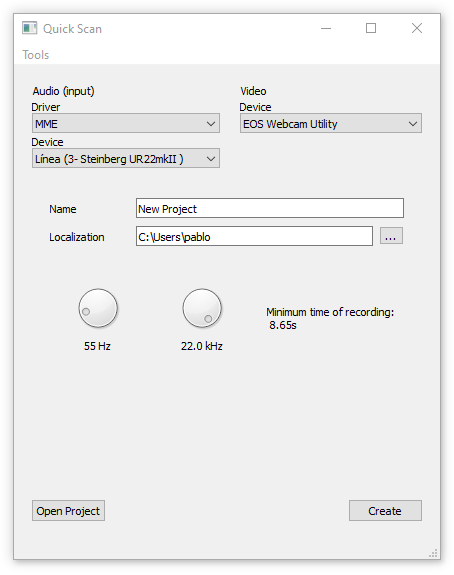 Quick Scan
Tools
Audio (input)
Video
Driver
Device
MME
EOS Webcam Utility
Device
Línea (3- Steinberg UR22mkII )
Name
New Project
Localization
C:\Users\pablo
...
Minimum time of recording:
8.65s
55 Hz
22.0 kHz
Open Project
Create